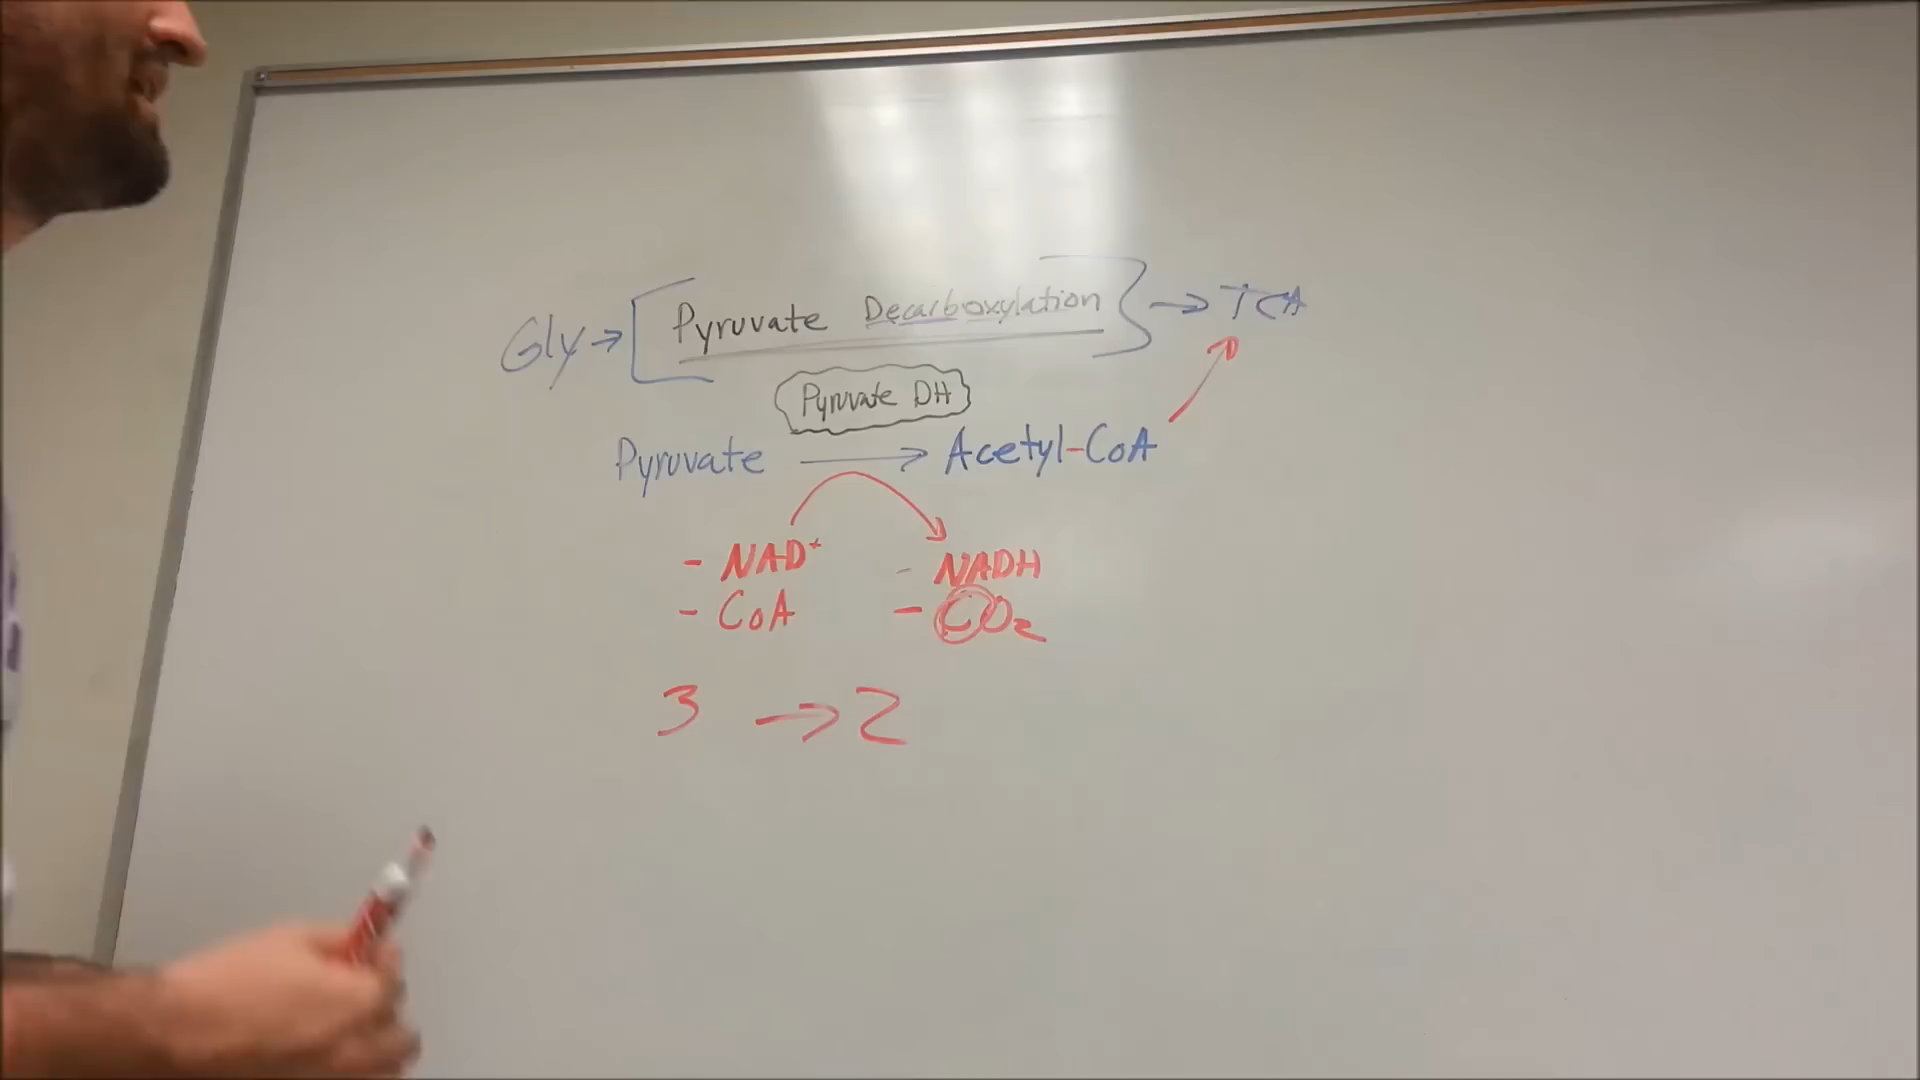 Gly → [Pyruvate Decarboxylation} → TCA
Pyruvate DH
Pyruvate → Acetyl-CoA
- NAD⁺ - NADH
- CoA - CO₂
3 → 2